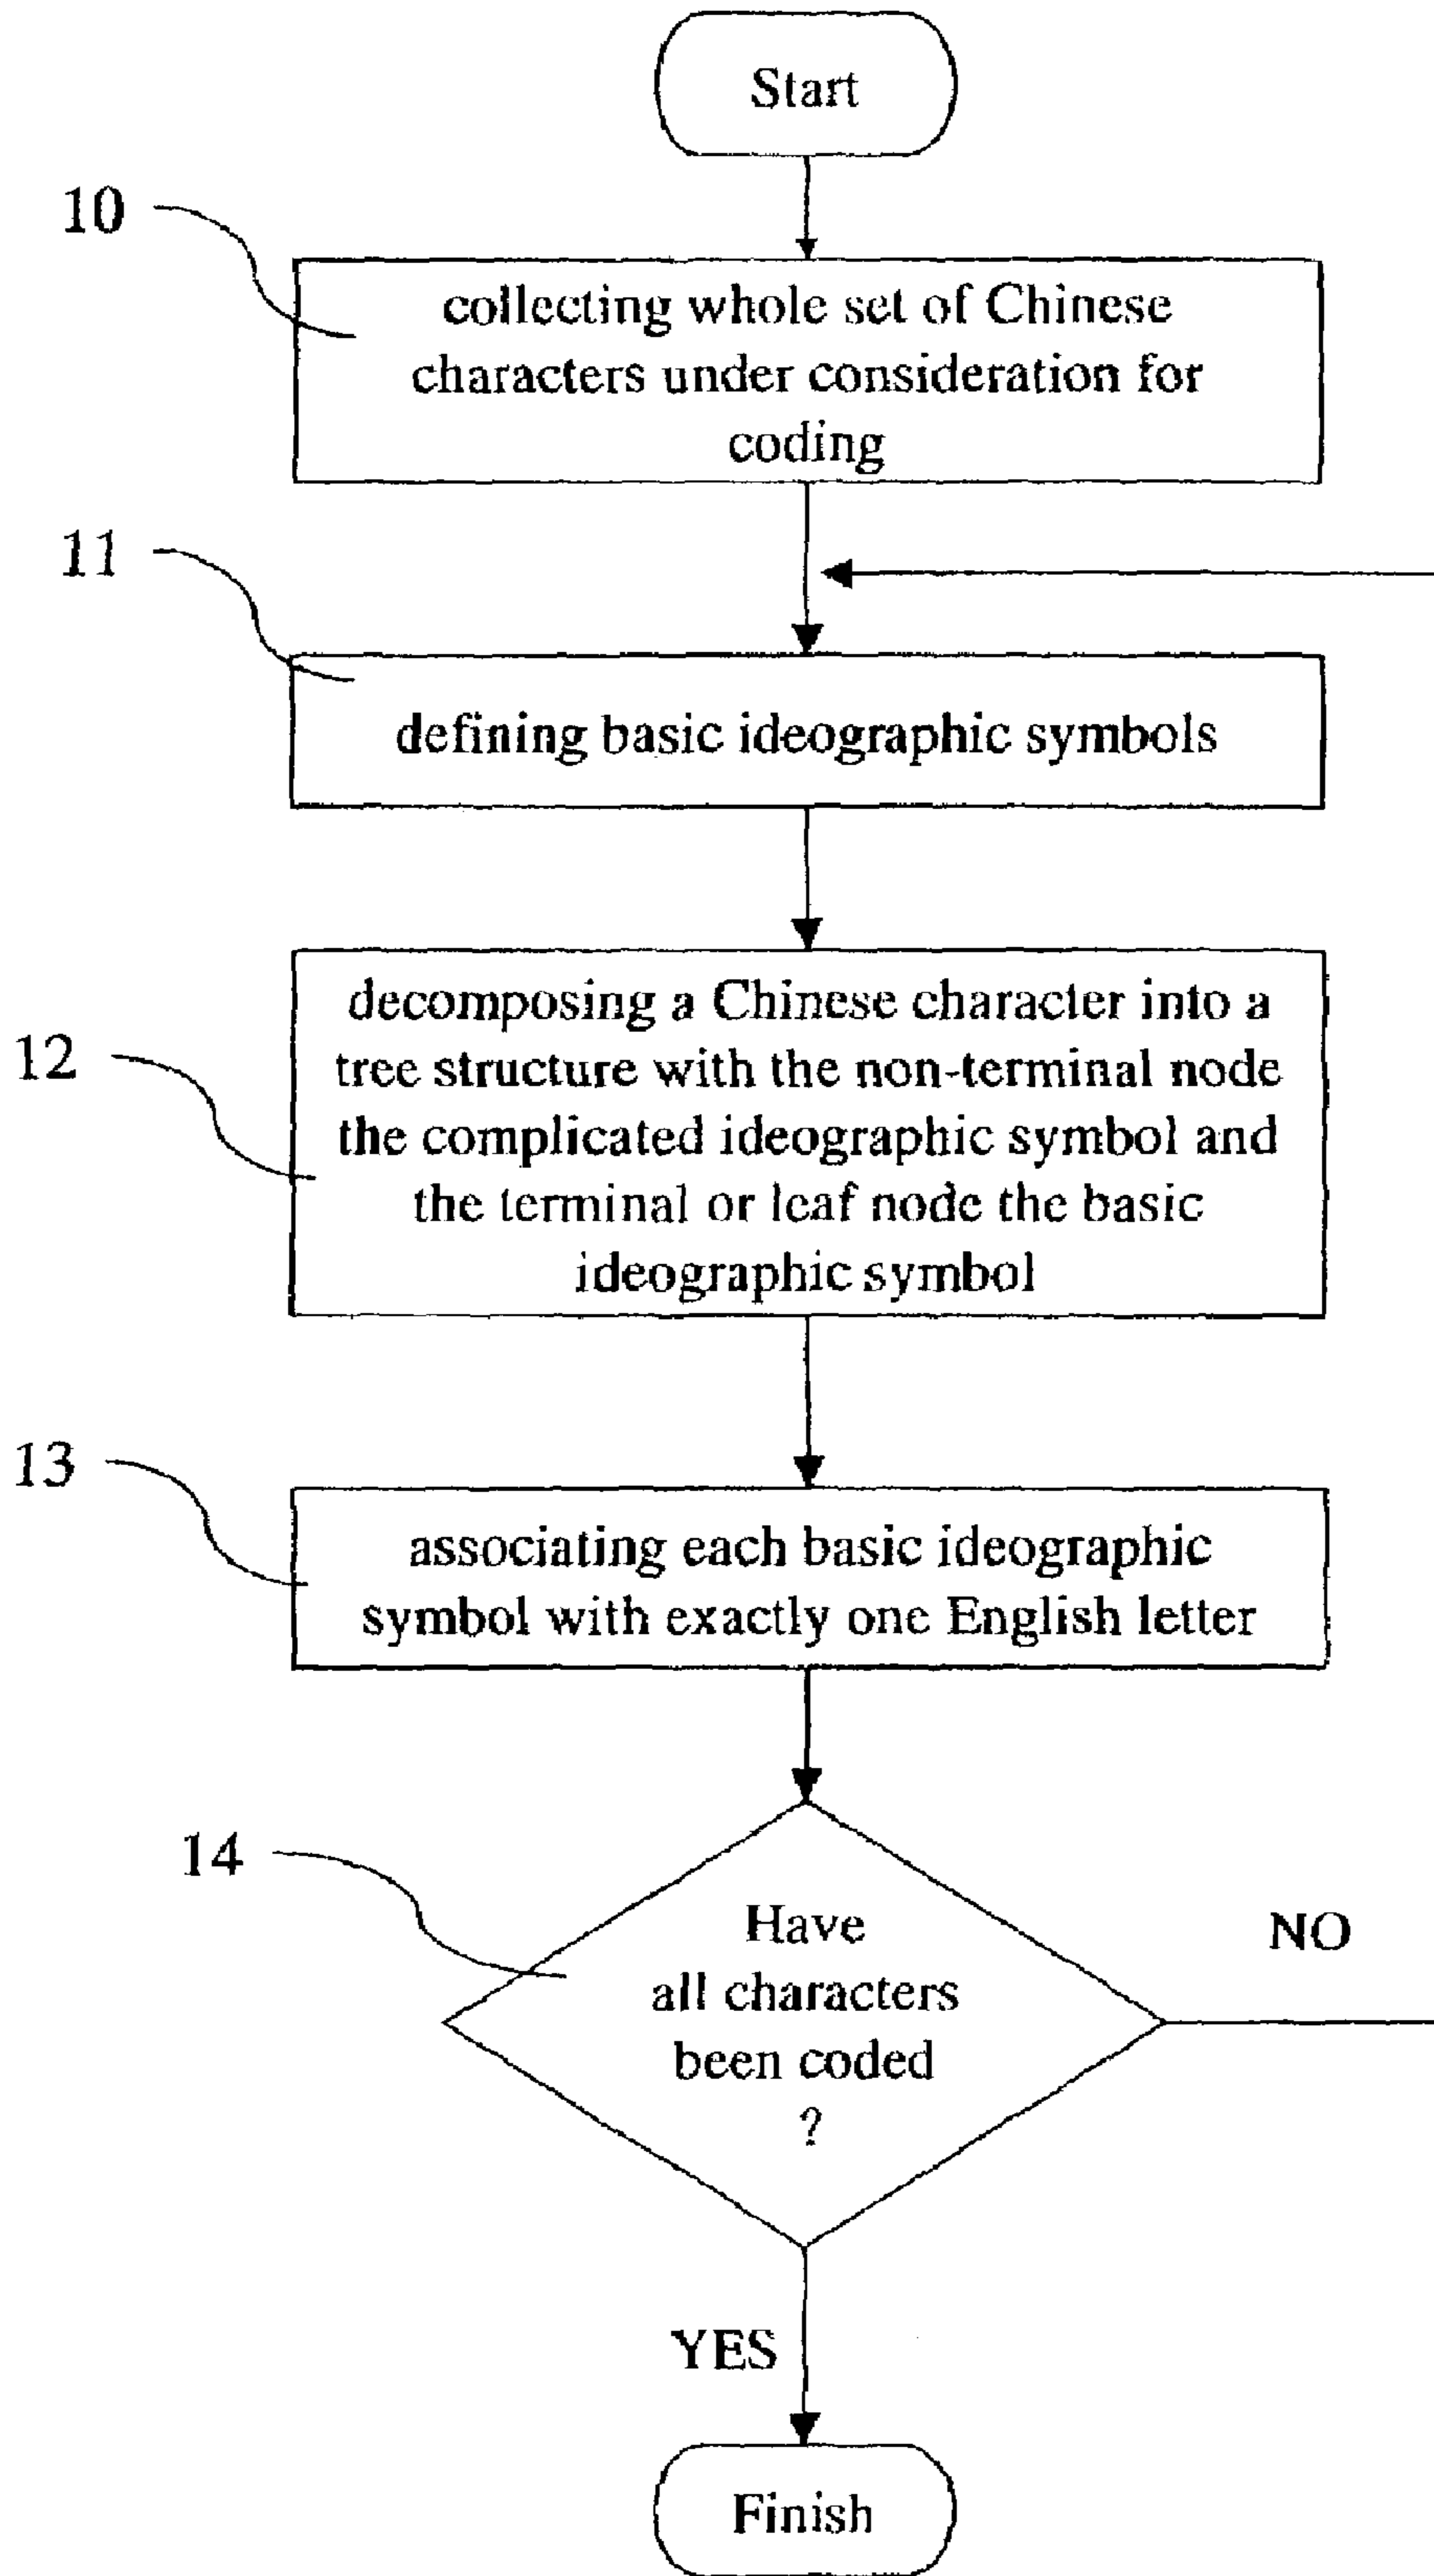 Start
10
collecting whole set of Chinese
characters under consideration for
coding
11
defining basic ideographic symbols
12
decomposing a Chinese character into a
tree structure with the non-terminal node
the complicated ideographic symbol and
the terminal or leaf node the basic
ideographic symbol
13
associating each basic ideographic
symbol with exactly one English letter
14
Have
all characters
been coded
?
NO
YES
Finish